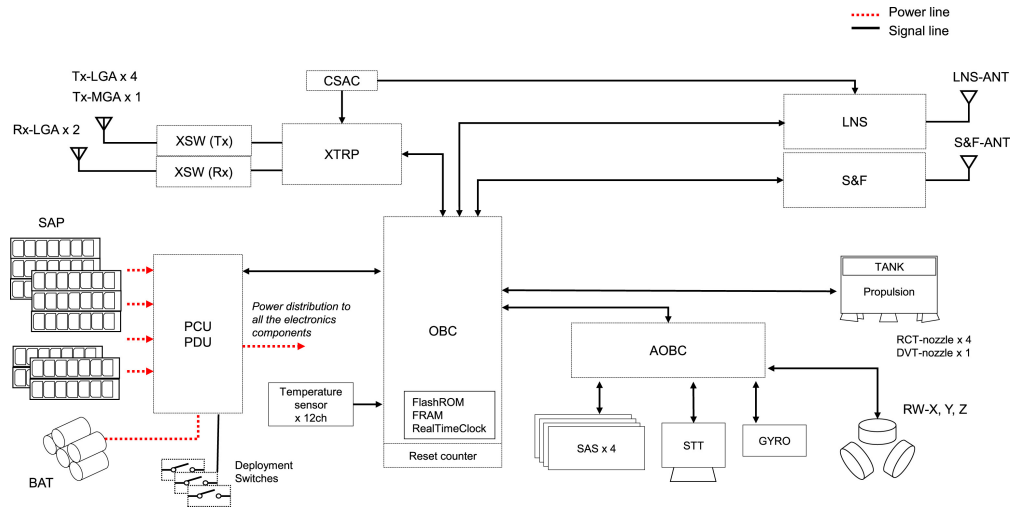 Power line
Signal line
Tx-LGA x 4
Tx-MGA x 1
Rx-LGA x 2
XSW (Tx)
XSW (Rx)
CSAC
XTRP
LNS-ANT
LNS
S&F-ANT
S&F
SAP
PCU
PDU
Power distribution to
all the electronics
components
OBC
TANK
Propulsion
RCT-nozzle x 4
DVT-nozzle x 1
AOBC
Temperature
sensor
x 12ch
FlashROM
FRAM
RealTimeClock
Reset counter
SAS x 4
STT
GYRO
RW-X, Y, Z
BAT
Deployment
Switches